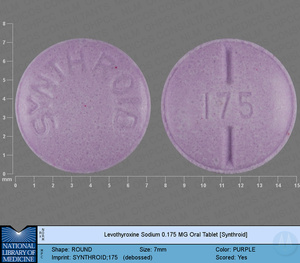 8
7
6
5
4
3
2
1
0
mm
SYNTHROID
175
0 1 2 3 4 5 6 7 8 9 10 11 12 13 14 15
mm
NATIONAL
LIBRARY OF
MEDICINE
Levothyroxine Sodium 0.175 MG Oral Tablet [Synthroid]
Shape: ROUND Size: 7mm Color: PURPLE
Imprint: SYNTHROID;175 (debossed) Scored: Yes